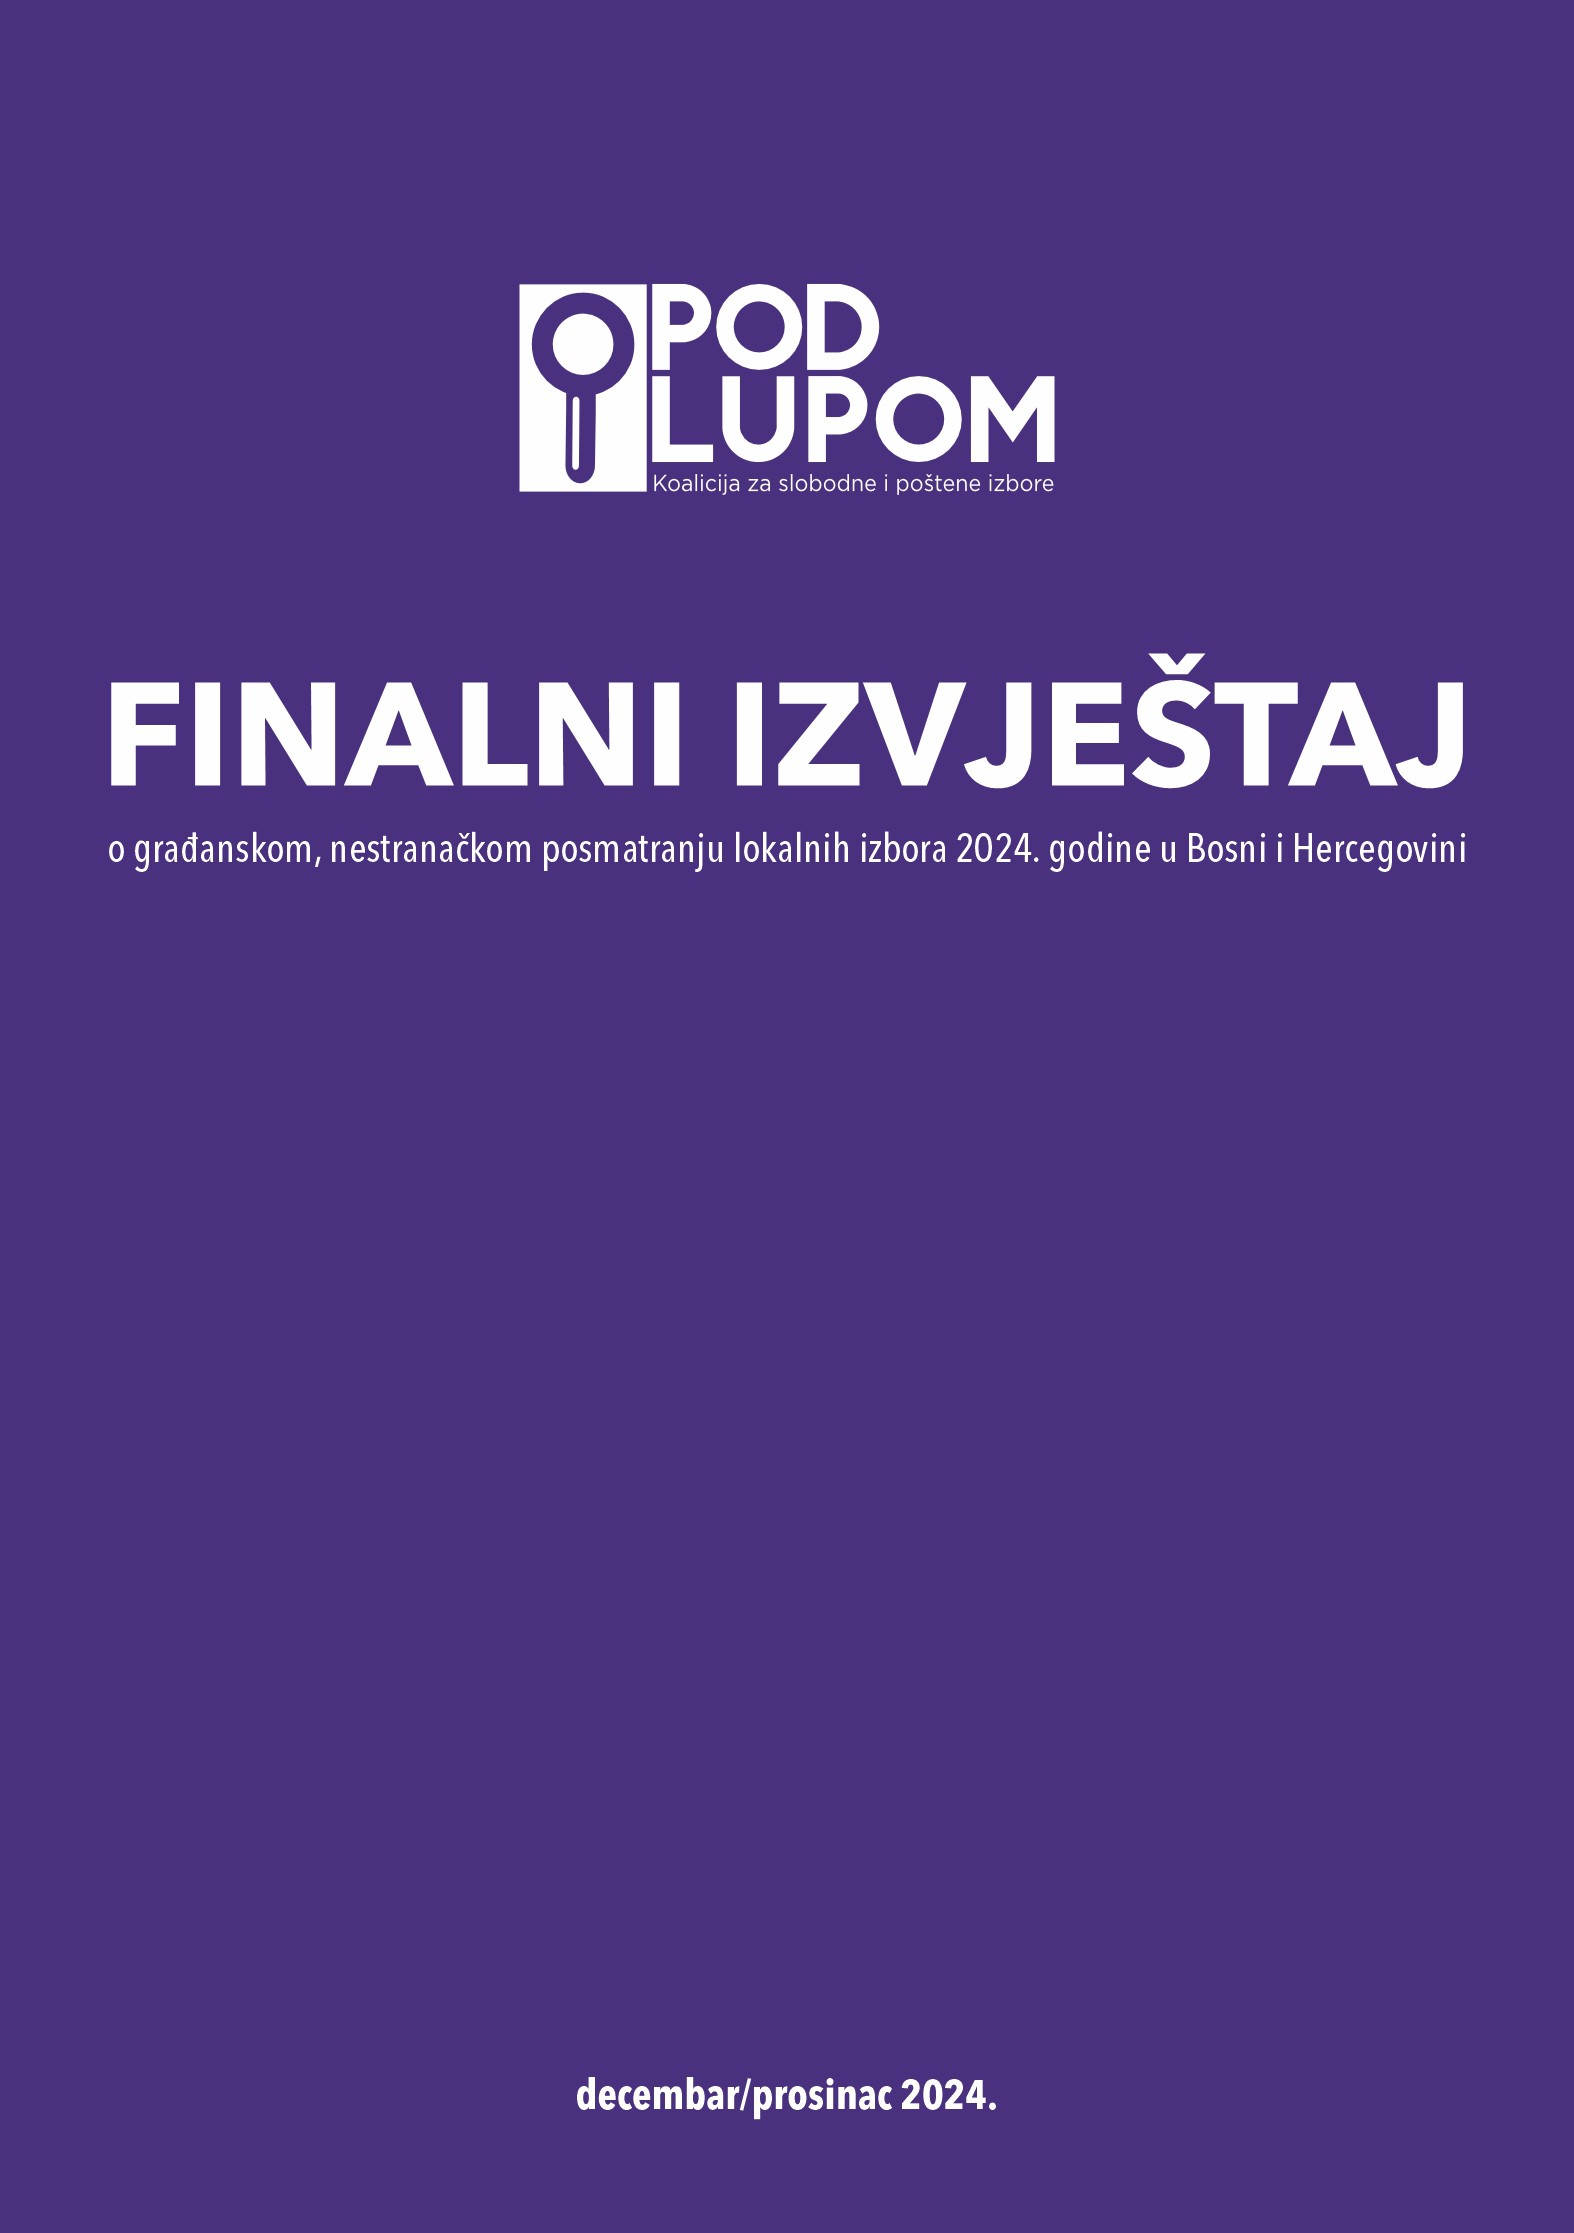 POD
LUPOM
Koalicija za slobodne i poštene izbore
FINALNI IZVJEŠTAJ
o građanskom, nestranačkom posmatranju lokalnih izbora 2024. godine u Bosni i Hercegovini
decembar/prosinac 2024.